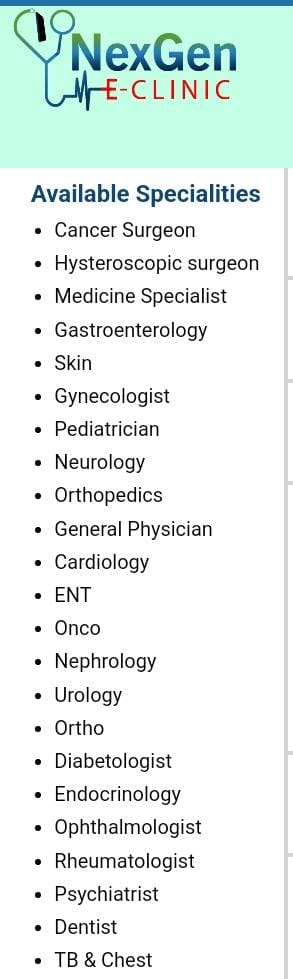 NexGen
E-CLINIC
Available Specialities
• Cancer Surgeon
• Hysteroscopic surgeon
• Medicine Specialist
• Gastroenterology
• Skin
• Gynecologist
• Pediatrician
• Neurology
• Orthopedics
• General Physician
• Cardiology
• ENT
• Onco
• Nephrology
• Urology
• Ortho
• Diabetologist
• Endocrinology
• Ophthalmologist
• Rheumatologist
• Psychiatrist
• Dentist
• TB & Chest